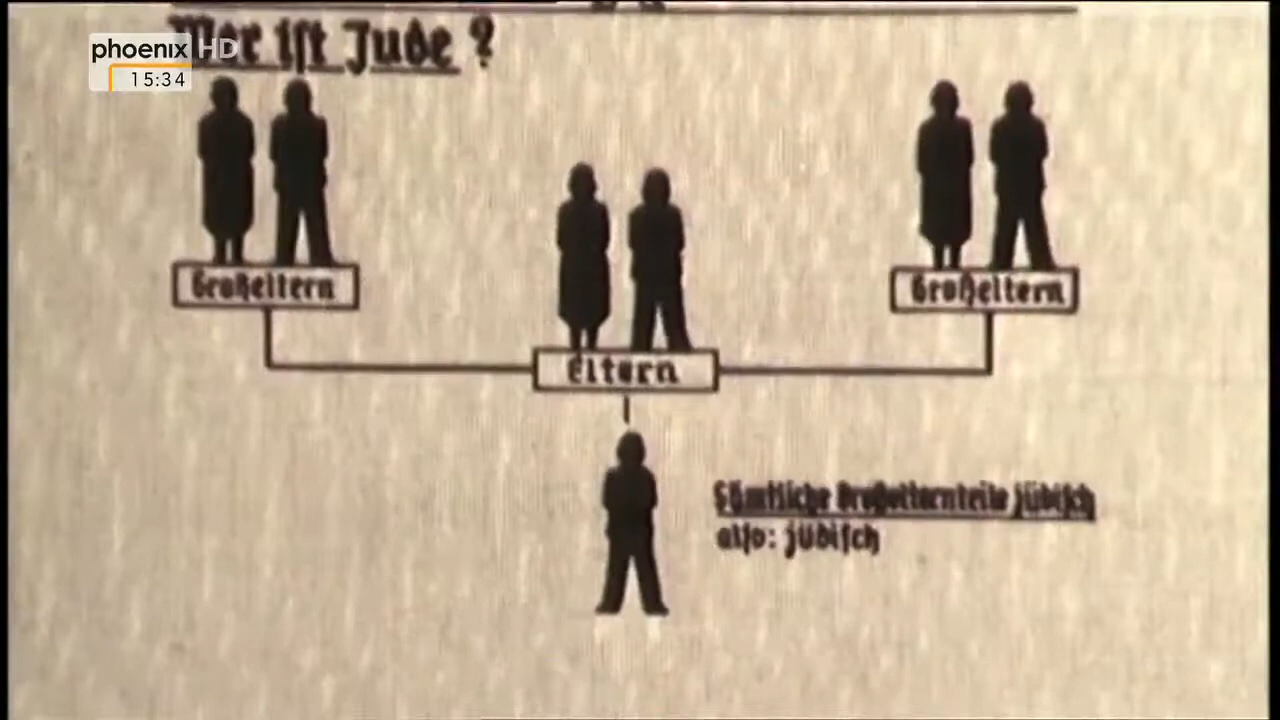 phoenix HD
15:34
Wer ist Jude ?
Großeltern
Großeltern
Eltern
Sämtliche Großelternteile jüdisch
also: jüdisch